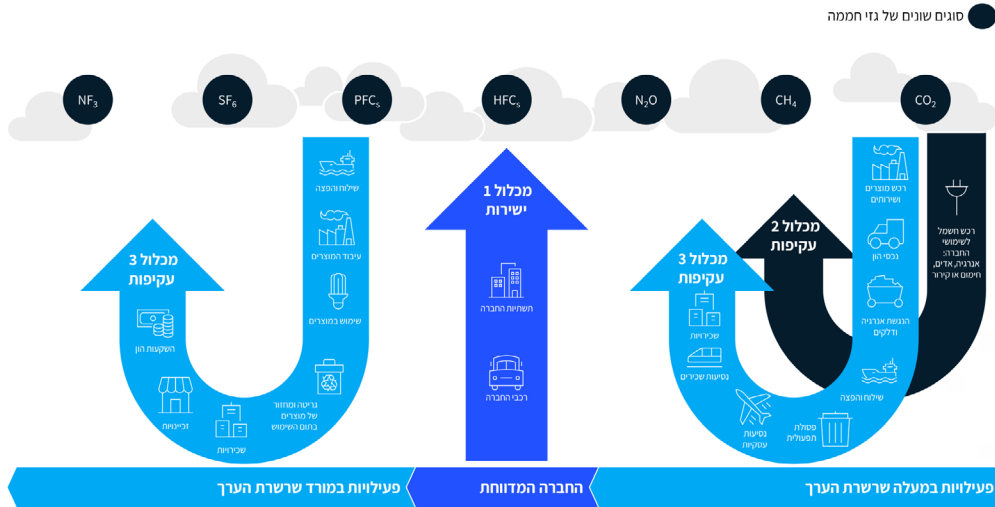 סוגים שונים של גזי חממה
CO₂
CH₄
N₂O
HFCₛ
PFCₛ
SF₆
NF₃
רכש חשמל
לשימושי
החברה:
אנרגיה, אדים,
חימום או קירור
מכלול 2
עקיפות
רכש מוצרים
ושירותים
נכסי הון
הנגשת אנרגיה
ודלקים
שילוח והפצה
פסולת
תפעולית
נסיעות
עסקיות
נסיעות שכירים
שכירויות
מכלול 3
עקיפות
מכלול 1
ישירות
תשתיות החברה
רכבי החברה
שילוח והפצה
עיבוד המוצרים
שימוש במוצרים
גריטה ומחזור
של מוצרים
בתום השימוש
שכירויות
זכיינויות
השקעות הון
מכלול 3
עקיפות
פעילויות במעלה שרשרת הערך
החברה המדווחת
פעילויות במורד שרשרת הערך